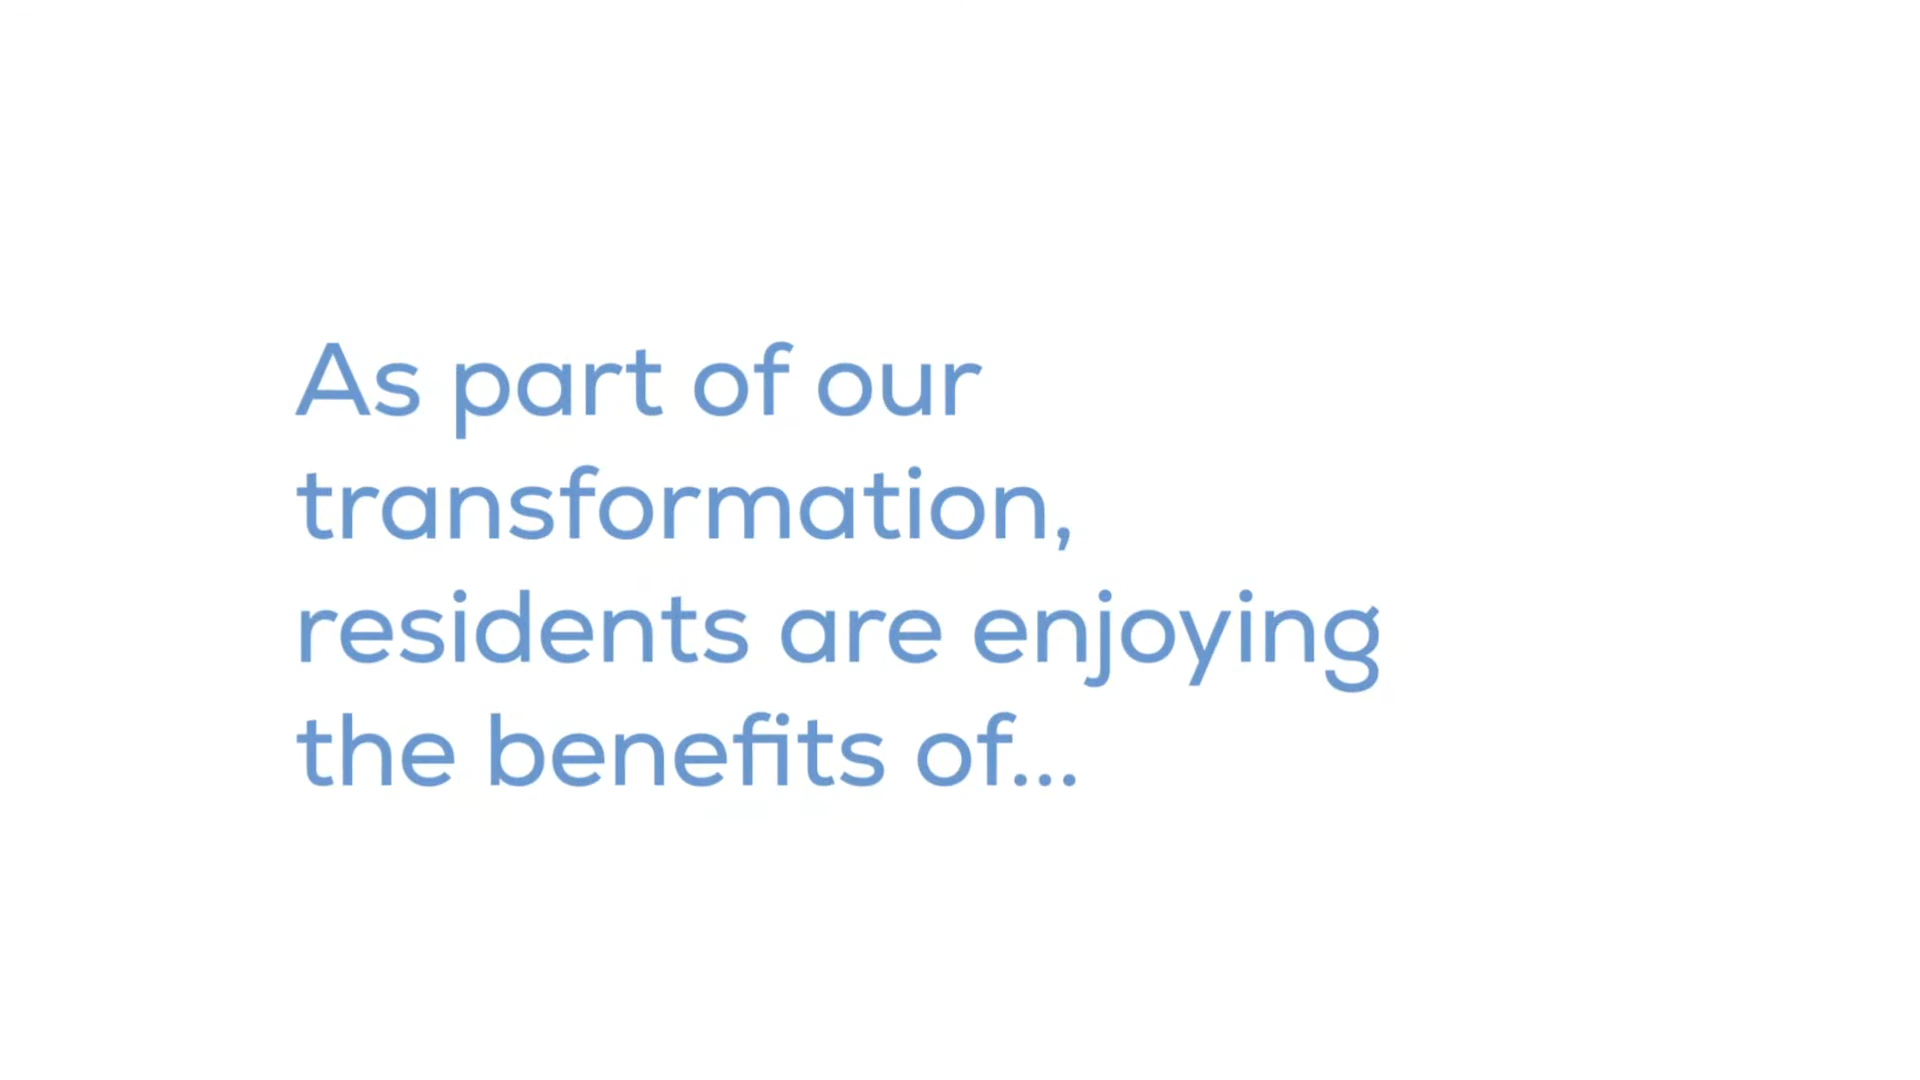 As part of our
transformation,
residents are enjoying
the benefits of...